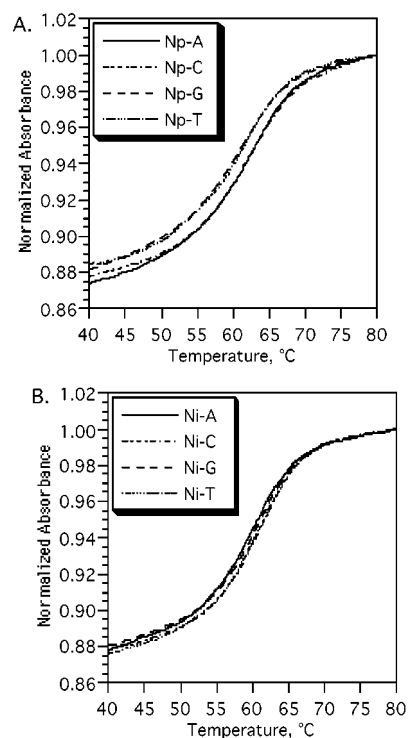 A.
1.02
1.00
0.98
0.96
0.94
0.92
0.90
0.88
0.86
Normalized Absorbance
Np-A
Np-C
Np-G
Np-T
40 45 50 55 60 65 70 75 80
Temperature, °C
B.
1.02
1.00
0.98
0.96
0.94
0.92
0.90
0.88
0.86
Normalized Absorbance
Ni-A
Ni-C
Ni-G
Ni-T
40 45 50 55 60 65 70 75 80
Temperature, °C